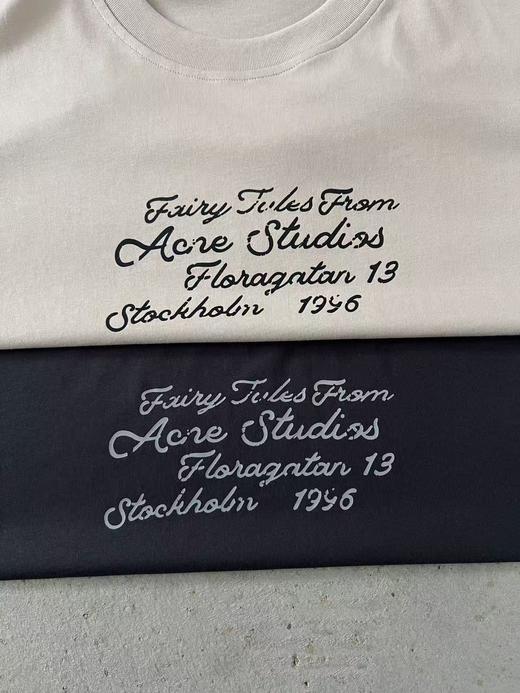 Fairy Tales From
Acne Studios
Floragatan 13
Stockholm 1996
Fairy Tales From
Acne Studios
Floragatan 13
Stockholm 1996